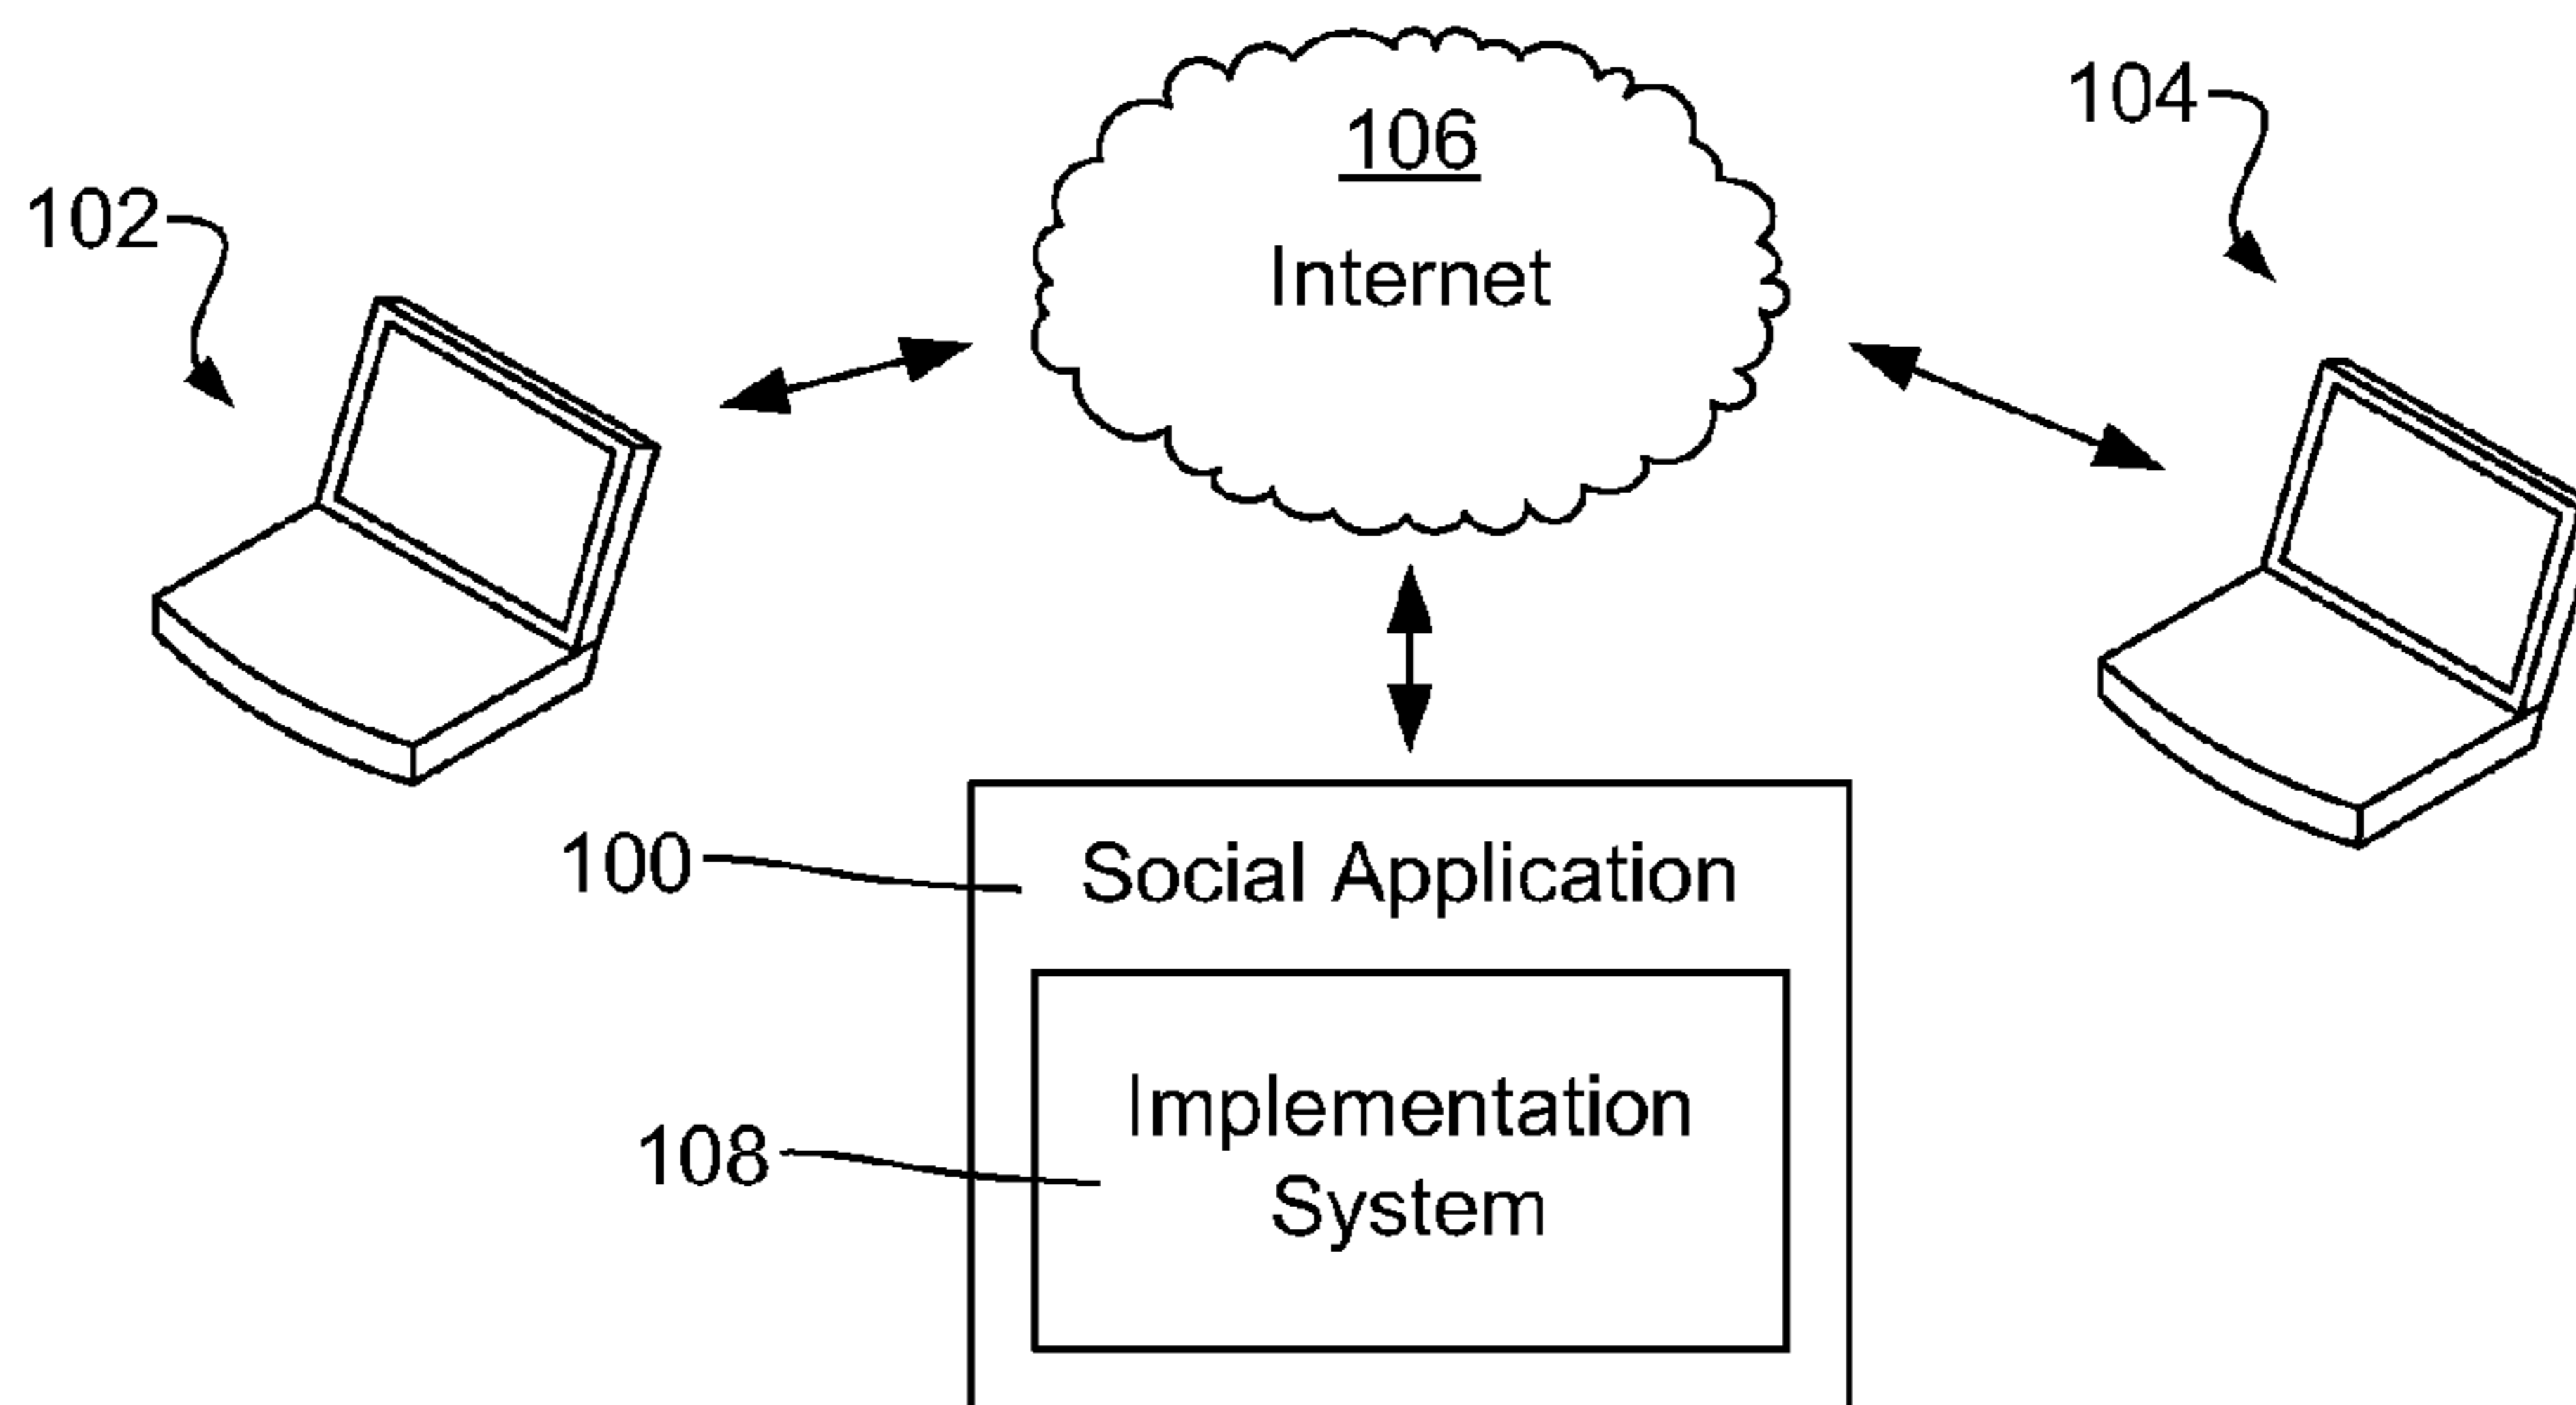 104
106
102
Internet
100
Social Application
Implementation
108
System